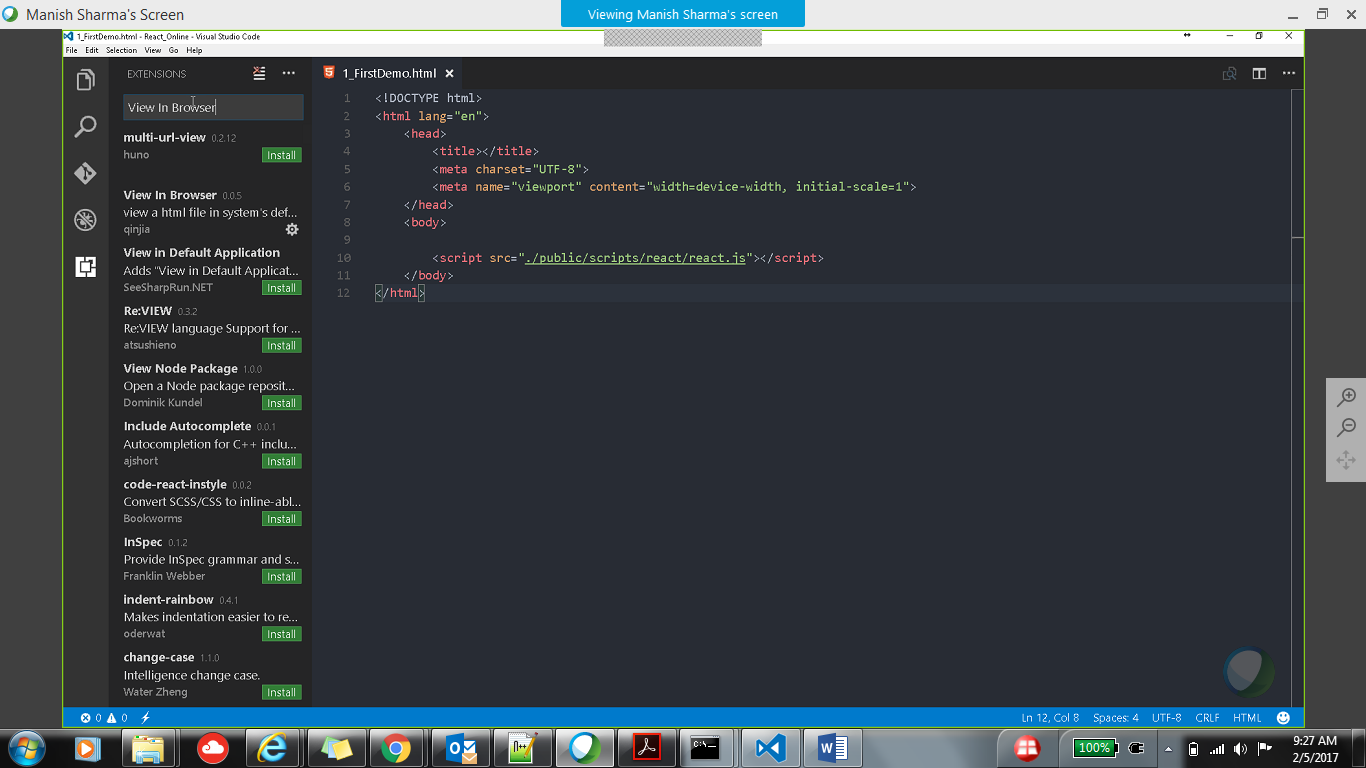 Manish Sharma's Screen
Viewing Manish Sharma's screen
1_FirstDemo.html - React_Online - Visual Studio Code
File Edit Selection View Go Help
EXTENSIONS
View In Browser
multi-url-view 0.2.12
huno Install
View In Browser 0.0.5
view a html file in system's def...
qinjia
View in Default Application
Adds "View in Default Applicat...
SeeSharpRun.NET Install
Re:VIEW 0.3.2
Re:VIEW language Support for ...
atsushieno Install
View Node Package 1.0.0
Open a Node package reposit...
Dominik Kundel Install
Include Autocomplete 0.0.1
Autocompletion for C++ inclu...
ajshort Install
code-react-instyle 0.0.2
Convert SCSS/CSS to inline-abl...
Bookworms Install
InSpec 0.1.2
Provide InSpec grammar and s...
Franklin Webber Install
indent-rainbow 0.4.1
Makes indentation easier to re...
oderwat Install
change-case 1.1.0
Intelligence change case.
Water Zheng Install
1_FirstDemo.html
1 <!DOCTYPE html>
2 <html lang="en">
3 <head>
4 <title></title>
5 <meta charset="UTF-8">
6 <meta name="viewport" content="width=device-width, initial-scale=1">
7 </head>
8 <body>
9
10 <script src="./public/scripts/react/react.js"></script>
11 </body>
12 </html>
0 0
Ln 12, Col 8 Spaces: 4 UTF-8 CRLF HTML
C:\.
100%
9:27 AM
2/5/2017